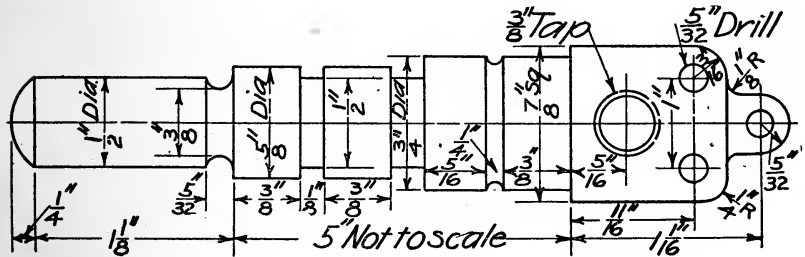 3/8" Tap
5/32" Drill
3/16
1/8" R
1/2" Dia.
3/8"
5/8" Dia
1/2"
3/4" Dia
7/8" Sq
1"
1/4"
5/16"
3/8"
5/16"
5/32"
1/4"
5/32"
3/8"
1/8"
3/8"
1/4" R
11/16"
1 1/8"
5" Not to scale
1 1/16"